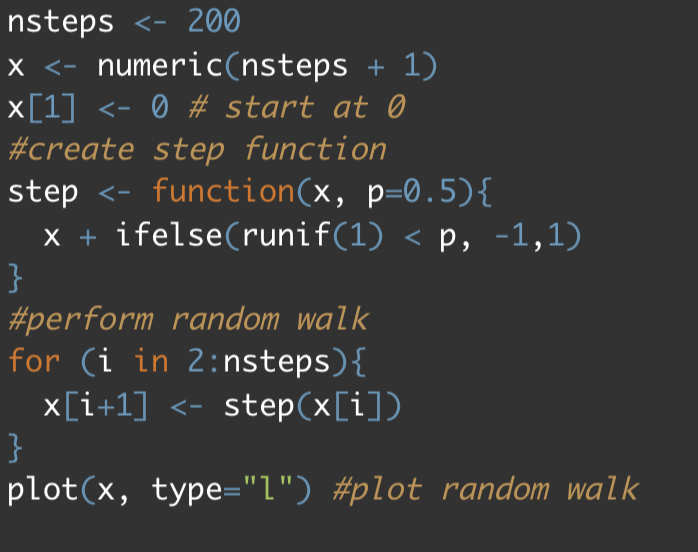 nsteps <- 200
x <- numeric(nsteps + 1)
x[1] <- 0 # start at 0
#create step function
step <- function(x, p=0.5){
  x + ifelse(runif(1) < p, -1,1)
}
#perform random walk
for (i in 2:nsteps){
  x[i+1] <- step(x[i])
}
plot(x, type="l") #plot random walk